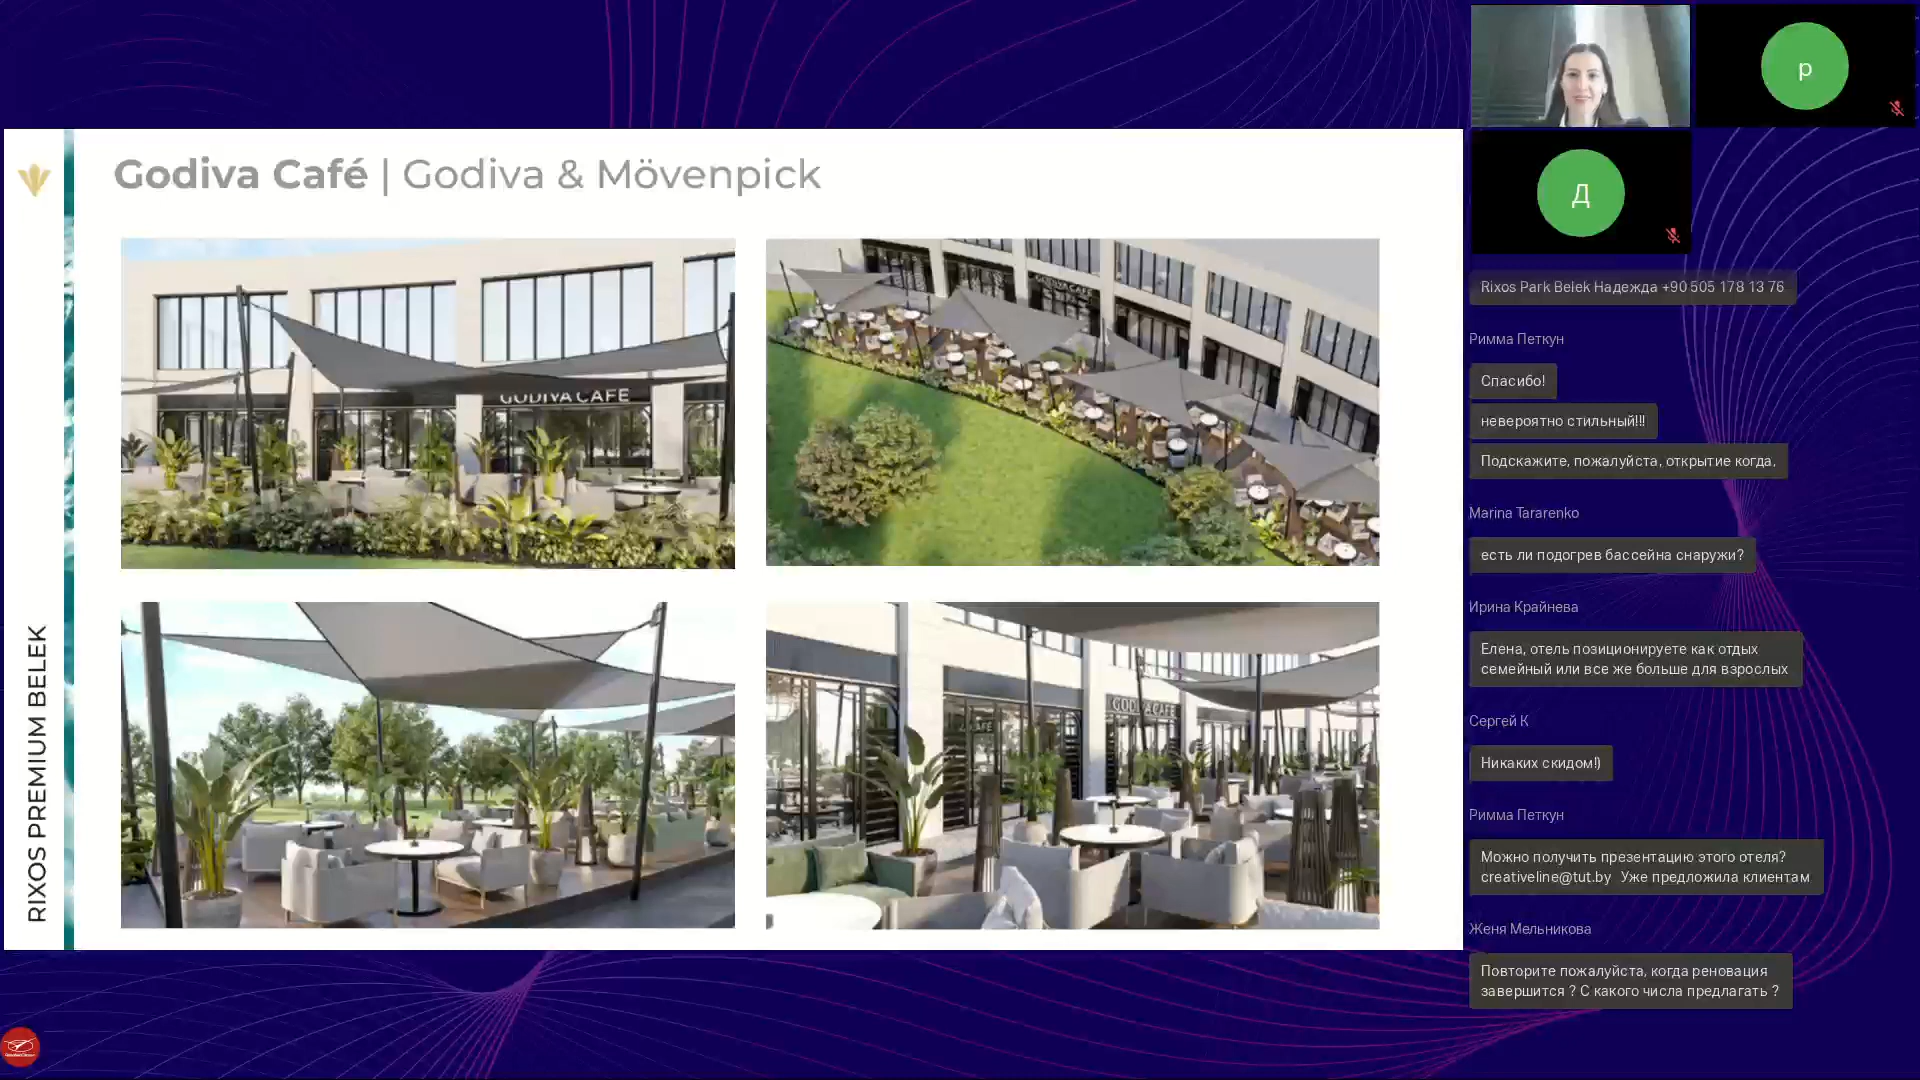 Godiva Café | Godiva & Mövenpick
RIXOS PREMIUM BELEK
GODIVA CAFE
GODIVA CAFE
GODIVA CAFE
CAFÉ
р
Д
Rixos Park Belek Надежда +90 505 178 13 76
Римма Петкун
Спасибо!
невероятно стильный!!!
Подскажите, пожалуйста, открытие когда,
Marina Tararenko
есть ли подогрев бассейна снаружи?
Ирина Крайнева
Елена, отель позиционируете как отдых
семейный или все же больше для взрослых
Сергей К
Никаких скидом!)
Римма Петкун
Можно получить презентацию этого отеля?
creativeline@tut.by Уже предложила клиентам
Женя Мельникова
Повторите пожалуйста, когда реновация
завершится ? С какого числа предлагать ?